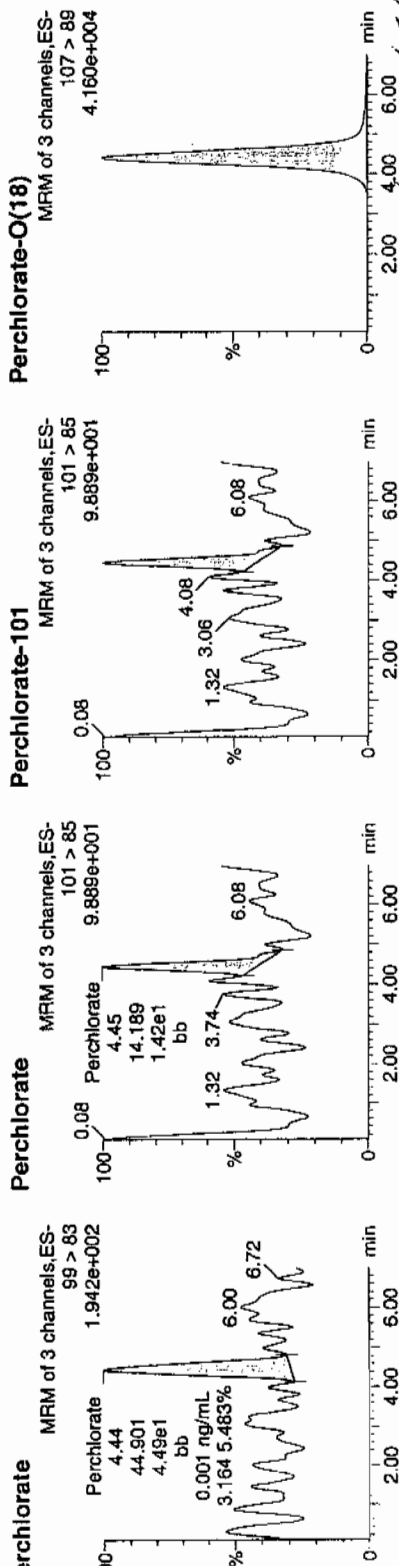 erchlorate
MRM of 3 channels,ES-
99 > 83
1.942e+002
Perchlorate
4.44
44.901
4.49e1
bb
0.001 ng/mL
3.164 5.483%
6.00
6.72
00
%
0
2.00
4.00
6.00
min
Perchlorate
MRM of 3 channels,ES-
101 > 85
9.889e+001
0.08
Perchlorate
4.45
14.189
1.42e1
bb
1.32
3.74
6.08
100
%
0
2.00
4.00
6.00
min
Perchlorate-101
MRM of 3 channels,ES-
101 > 85
9.889e+001
0.08
1.32
3.06
4.08
6.08
100
%
0
2.00
4.00
6.00
min
Perchlorate-O(18)
MRM of 3 channels,ES-
107 > 89
4.160e+004
100
%
0
2.00
4.00
6.00
min